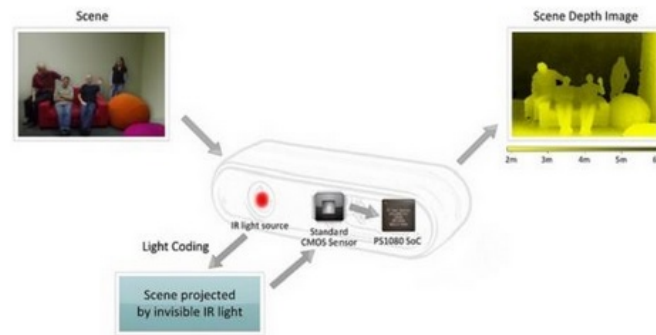 Scene
Scene Depth Image
2m 3m 4m 5m
IR light source
Standard
CMOS Sensor
PS1080 SoC
Light Coding
Scene projected
by invisible IR light